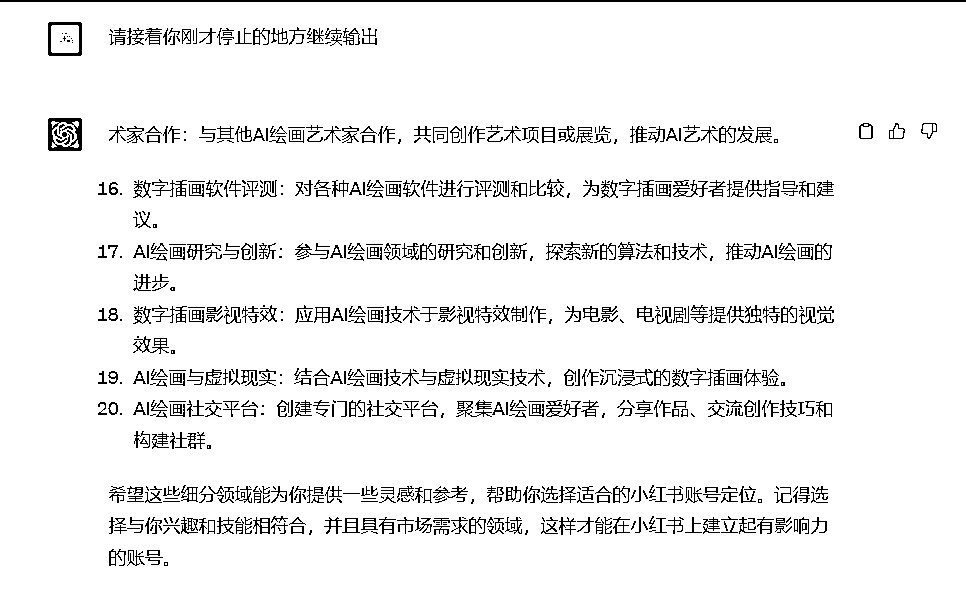 请接着你刚才停止的地方继续输出
术家合作：与其他AI绘画艺术家合作，共同创作艺术项目或展览，推动AI艺术的发展。
16. 数字插画软件评测：对各种AI绘画软件进行评测和比较，为数字插画爱好者提供指导和建
议。
17. AI绘画研究与创新：参与AI绘画领域的研究和创新，探索新的算法和技术，推动AI绘画的
进步。
18. 数字插画影视特效：应用AI绘画技术于影视特效制作，为电影、电视剧等提供独特的视觉
效果。
19. AI绘画与虚拟现实：结合AI绘画技术与虚拟现实技术，创作沉浸式的数字插画体验。
20. AI绘画社交平台：创建专门的社交平台，聚集AI绘画爱好者，分享作品、交流创作技巧和
构建社群。
希望这些细分领域能为你提供一些灵感和参考，帮助你选择适合的小红书账号定位。记得选
择与你兴趣和技能相符合，并且具有市场需求的领域，这样才能在小红书上建立起有影响力
的账号。